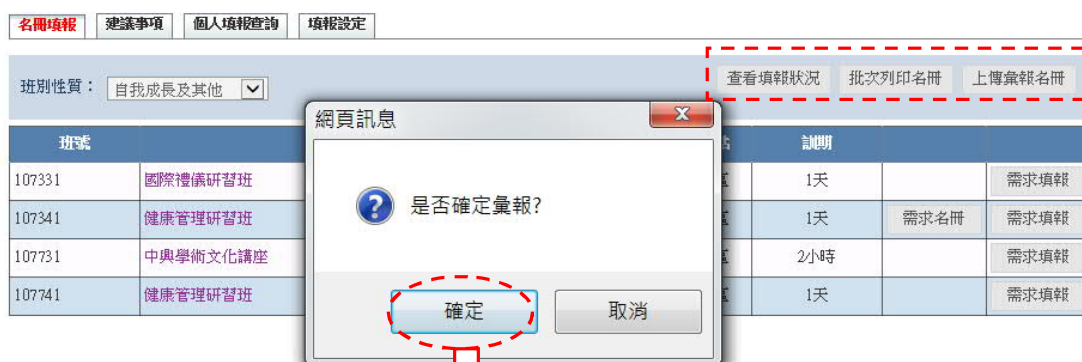 名冊填報 建議事項 個人填報查詢 填報設定
班別性質： 自我成長及其他 查看填報狀況 批次列印名冊 上傳彙報名冊
網頁訊息
班號 訓期
107331 國際禮儀研習班 1天 需求填報
是否確定彙報?
107341 健康管理研習班 1天 需求名冊 需求填報
107731 中興學術文化講座 2小時 需求填報
107741 健康管理研習班 1天 需求填報
確定 取消